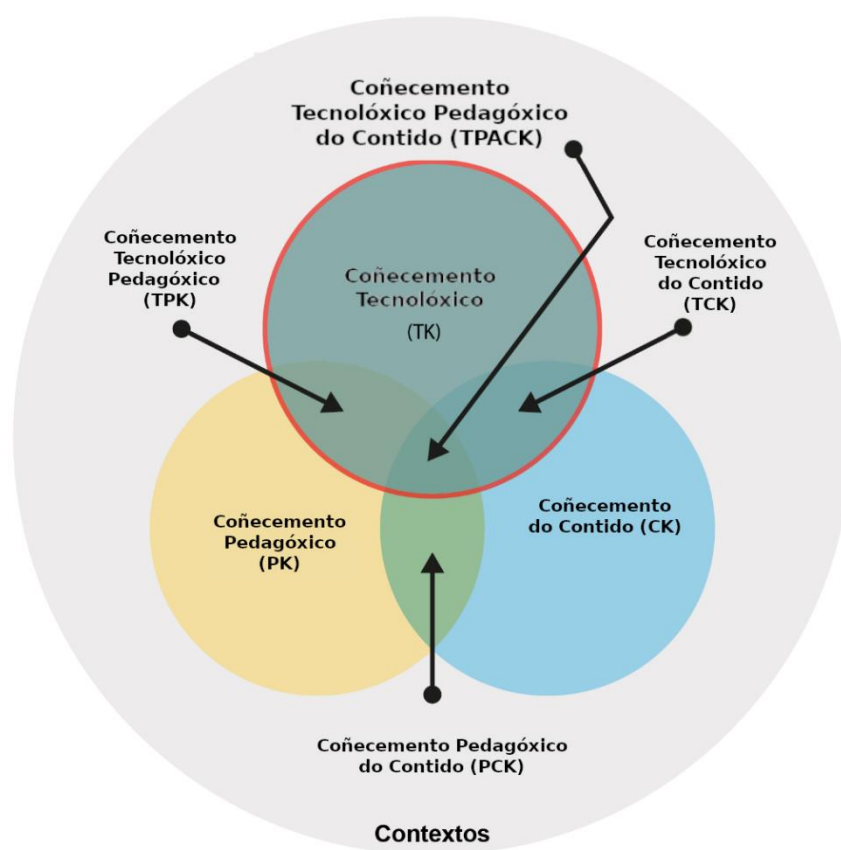 Coñecemento
Tecnolóxico Pedagóxico
do Contido (TPACK)
Coñecemento
Tecnolóxico
Pedagóxico
(TPK)
Coñecemento
Tecnolóxico
(TK)
Coñecemento
Tecnolóxico
do Contido
(TCK)
Coñecemento
Pedagóxico
(PK)
Coñecemento
do Contido (CK)
Coñecemento Pedagóxico
do Contido (PCK)
Contextos